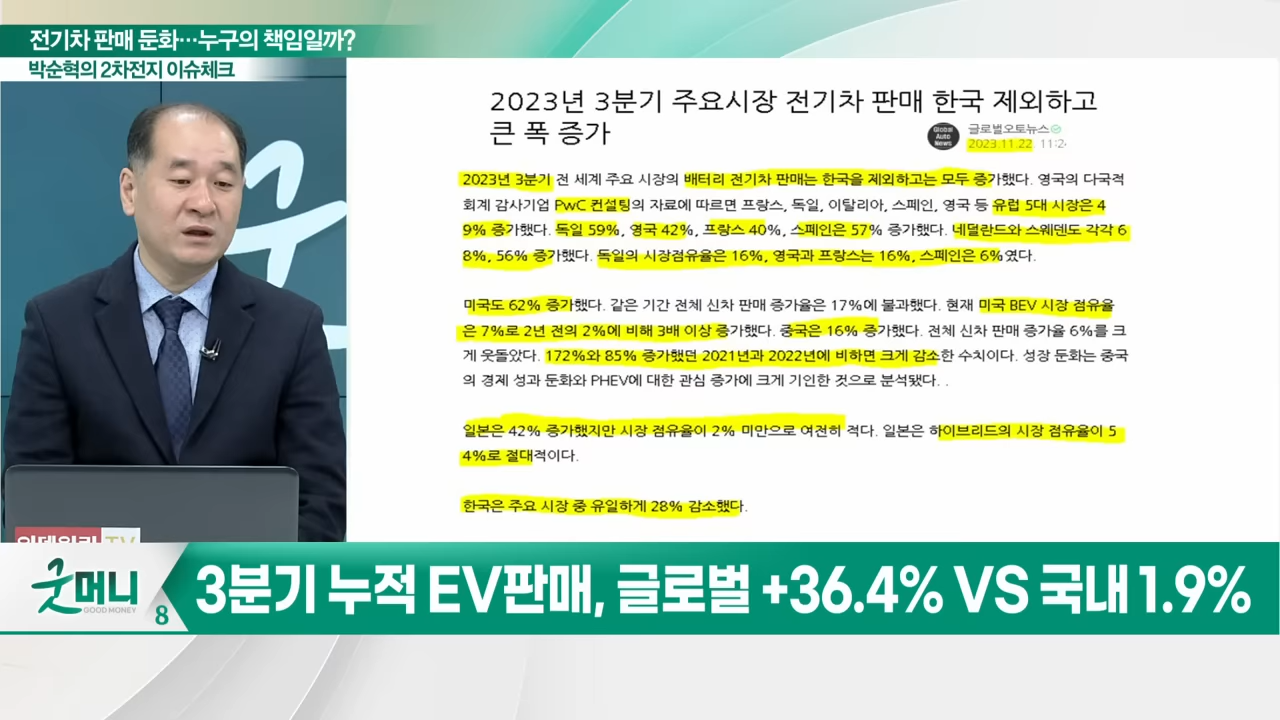 전기차 판매 둔화…누구의 책임일까?
박순혁의 2차전지 이슈체크
2023년 3분기 주요시장 전기차 판매 한국 제외하고
큰 폭 증가
Global Auto News
글로벌오토뉴스
2023.11.22 11:2
2023년 3분기 전 세계 주요 시장의 배터리 전기차 판매는 한국을 제외하고는 모두 증가했다. 영국의 다국적
회계 감사기업 PwC 컨설팅의 자료에 따르면 프랑스, 독일, 이탈리아, 스페인, 영국 등 유럽 5대 시장은 4
9% 증가했다. 독일 59%, 영국 42%, 프랑스 40%, 스페인은 57% 증가했다. 네덜란드와 스웨덴도 각각 6
8%, 56% 증가했다. 독일의 시장점유율은 16%, 영국과 프랑스는 16%, 스페인은 6%였다.
미국도 62% 증가했다. 같은 기간 전체 신차 판매 증가율은 17%에 불과했다. 현재 미국 BEV 시장 점유율
은 7%로 2년 전의 2%에 비해 3배 이상 증가했다. 중국은 16% 증가했다. 전체 신차 판매 증가율 6%를 크
게 웃돌았다. 172%와 85% 증가했던 2021년과 2022년에 비하면 크게 감소한 수치이다. 성장 둔화는 중국
의 경제 성과 둔화와 PHEV에 대한 관심 증가에 크게 기인한 것으로 분석됐다. .
일본은 42% 증가했지만 시장 점유율이 2% 미만으로 여전히 적다. 일본은 하이브리드의 시장 점유율이 5
4%로 절대적이다.
한국은 주요 시장 중 유일하게 28% 감소했다.
이데일리 TV
굿머니
GOOD MONEY
8
3분기 누적 EV판매, 글로벌 +36.4% VS 국내 1.9%